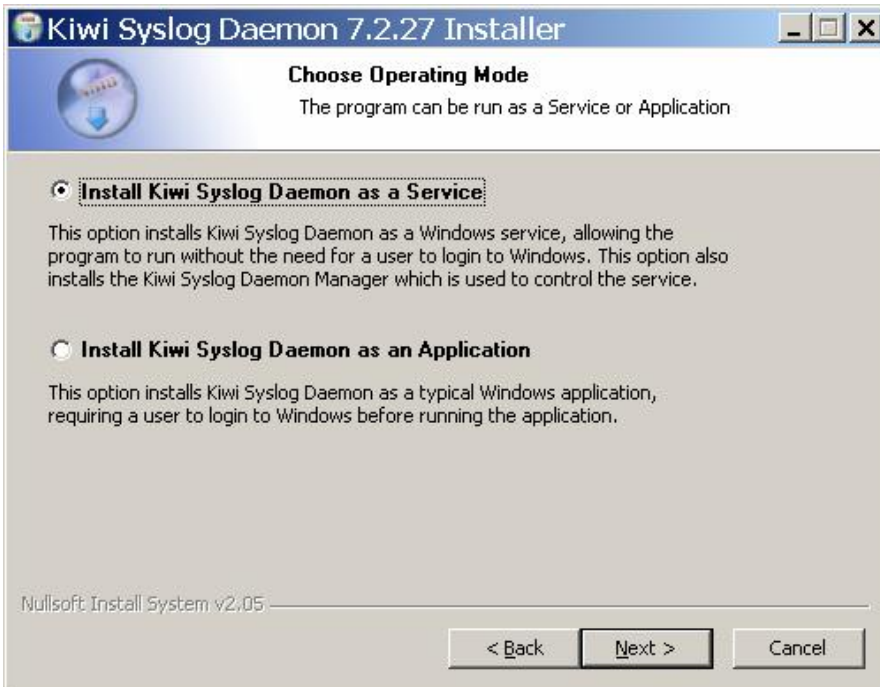 Kiwi Syslog Daemon 7.2.27 Installer
Choose Operating Mode
The program can be run as a Service or Application
Install Kiwi Syslog Daemon as a Service
This option installs Kiwi Syslog Daemon as a Windows service, allowing the
program to run without the need for a user to login to Windows. This option also
installs the Kiwi Syslog Daemon Manager which is used to control the service.
Install Kiwi Syslog Daemon as an Application
This option installs Kiwi Syslog Daemon as a typical Windows application,
requiring a user to login to Windows before running the application.
Nullsoft Install System v2.05
< Back
Next >
Cancel